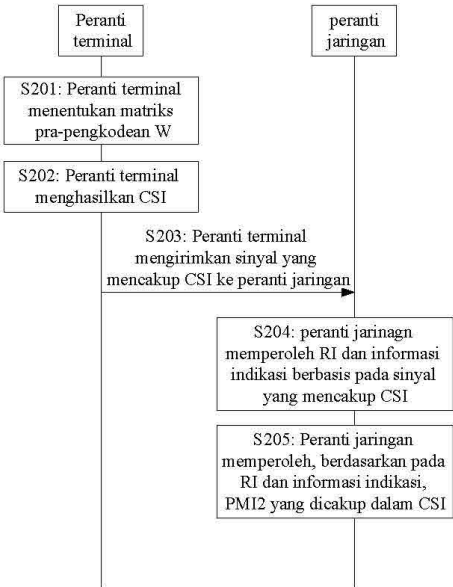 Peranti
terminal
peranti
jaringan
S201: Peranti terminal
menentukan matriks
pra-pengkodean W
S202: Peranti terminal
menghasilkan CSI
S203: Peranti terminal
mengirimkan sinyal yang
mencakup CSI ke peranti jaringan
S204: peranti jarinagn
memperoleh RI dan informasi
indikasi berbasis pada sinyal
yang mencakup CSI
S205: Peranti jaringan
memperoleh, berdasarkan pada
RI dan informasi indikasi,
PMI2 yang dicakup dalam CSI